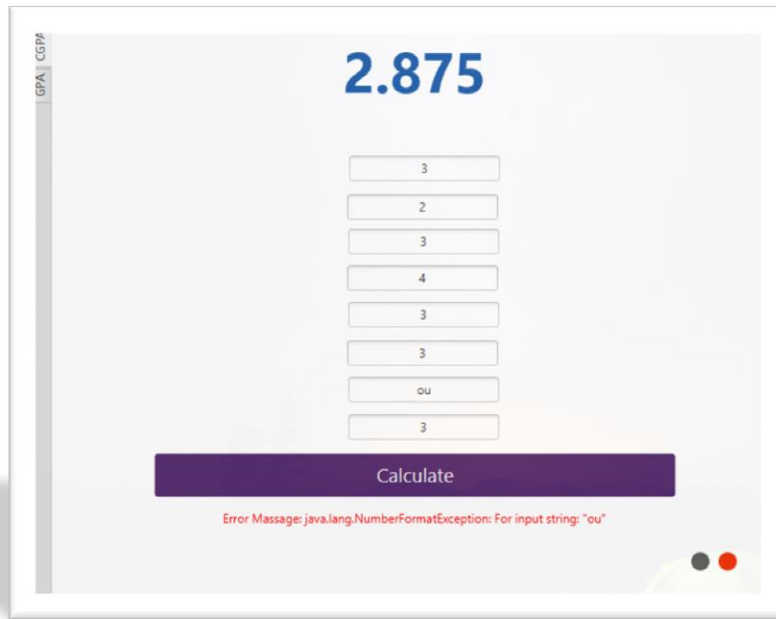 CGPA
GPA
2.875
3
2
3
4
3
3
ou
3
Calculate
Error Massage: java.lang.NumberFormatException: For input string: "ou"